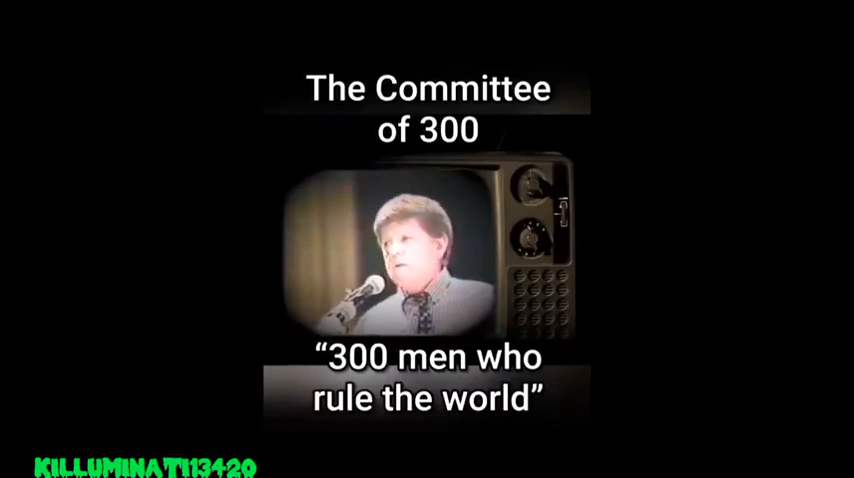 The Committee
of 300
“300 men who
rule the world”
KILLUMINATI13420